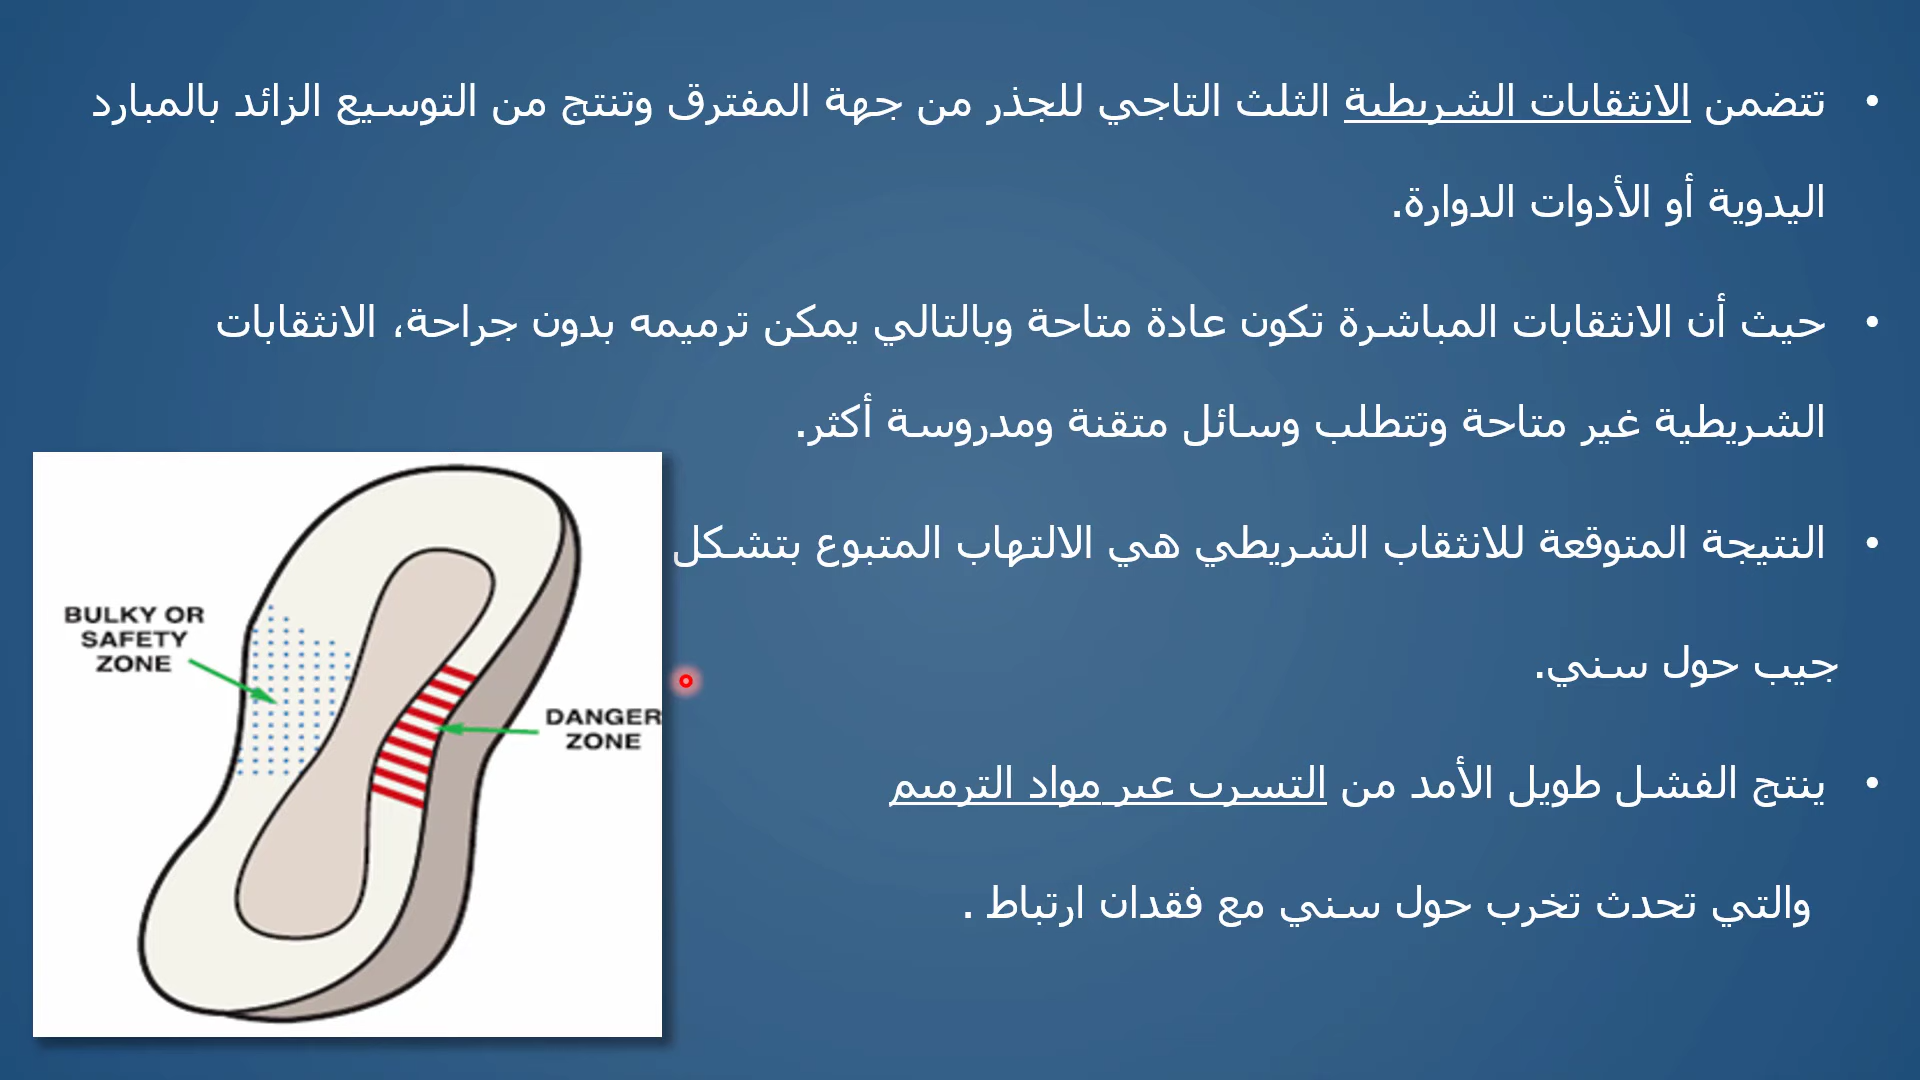 • تتضمن الانثقابات الشريطية الثلث التاجي للجذر من جهة المفترق وتنتج من التوسيع الزائد بالمبارد
اليدوية أو الأدوات الدوارة.
• حيث أن الانثقابات المباشرة تكون عادة متاحة وبالتالي يمكن ترميمه بدون جراحة، الانثقابات
الشريطية غير متاحة وتتطلب وسائل متقنة ومدروسة أكثر.
• النتيجة المتوقعة للانثقاب الشريطي هي الالتهاب المتبوع بتشكل
جيب حول سني.
• ينتج الفشل طويل الأمد من التسرب عبر مواد الترميم
والتي تحدث تخرب حول سني مع فقدان ارتباط .
BULKY OR
SAFETY
ZONE
DANGER
ZONE